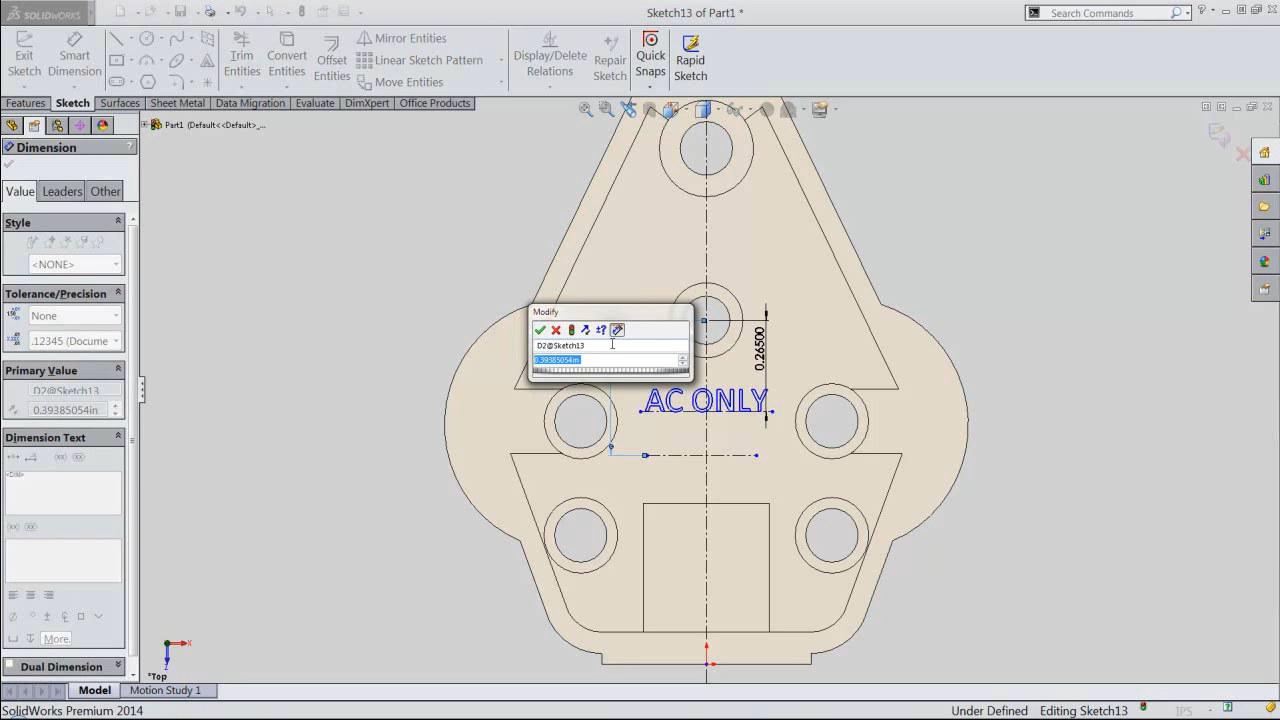 SOLIDWORKS
Sketch13 of Part1 *
Search Commands
Exit Sketch
Smart Dimension
Trim Entities
Convert Entities
Offset Entities
Mirror Entities
Linear Sketch Pattern
Move Entities
Display/Delete Relations
Repair Sketch
Quick Snaps
Rapid Sketch
Features
Sketch
Surfaces
Sheet Metal
Data Migration
Evaluate
DimXpert
Office Products
Part1 (Default<<Default>_...
Dimension
?
Value
Leaders
Other
Style
<NONE>
Tolerance/Precision
None
.12345 (Docume
Primary Value
D2@Sketch13
0.39385054in
Dimension Text
<DIM>
More.
Dual Dimension
Modify
D2@Sketch13
0.39385054in
0.26500
AC ONLY
X
Z
*Top
Model
Motion Study 1
SolidWorks Premium 2014
Under Defined
Editing Sketch13
IPS